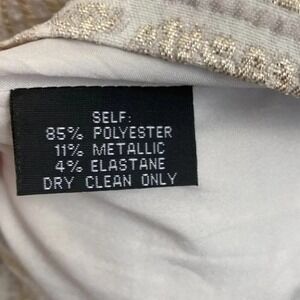 SELF:
85% POLYESTER
11% METALLIC
4% ELASTANE
DRY CLEAN ONLY